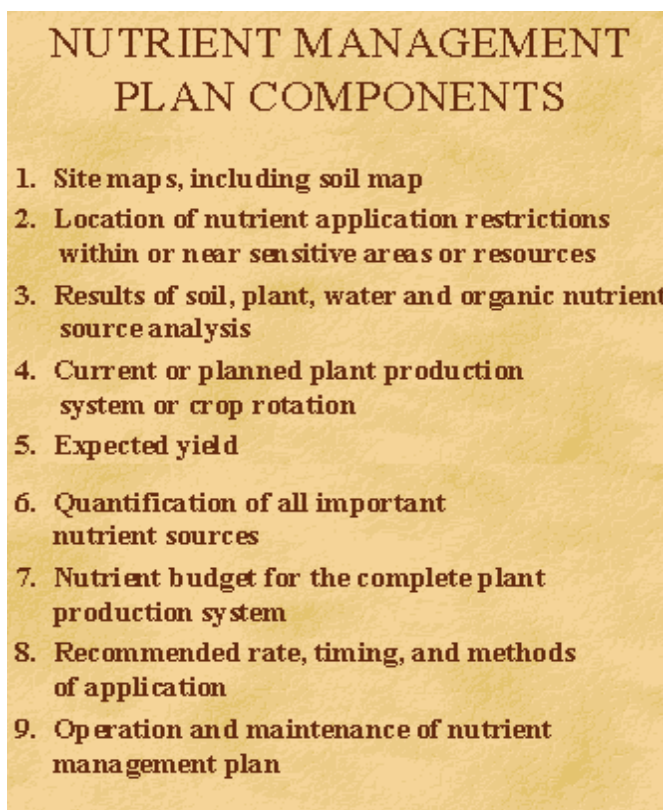 NUTRIENT MANAGEMENT
PLAN COMPONENTS
1. Site maps, including soil map
2. Location of nutrient application restrictions
within or near sensitive areas or resources
3. Results of soil, plant, water and organic nutrient
source analysis
4. Current or planned plant production
system or crop rotation
5. Expected yield
6. Quantification of all important
nutrient sources
7. Nutrient budget for the complete plant
production system
8. Recommended rate, timing, and methods
of application
9. Operation and maintenance of nutrient
management plan